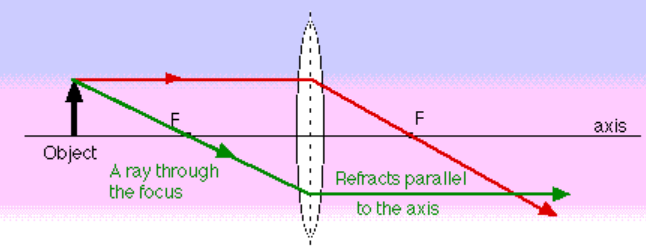 F
F
axis
Object
A ray through
the focus
Refracts parallel
to the axis